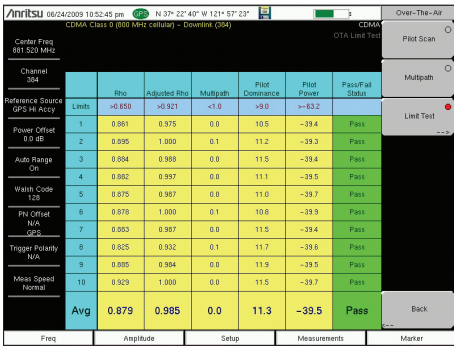 Anritsu 06/24/2009 10:52:45 pm GPS N 37° 22' 40" W 121° 57' 23"
CDMA Class 0 (800 MHz cellular) - Downlink (384) CDMA
OTA Limit Test
Center Freq
881.520 MHz
Channel
384
Reference Source
GPS Hi Accy
Power Offset
0.0 dB
Auto Range
On
Walsh Code
128
PN Offset
N/A
GPS
Trigger Polarity
N/A
Meas Speed
Normal
Rho Adjusted Rho Multipath Pilot Dominance Pilot Power Pass/Fail Status
Limits >0.650 >0.921 <1.0 >9.0 >-63.2
1 0.861 0.975 0.0 10.5 -39.4 Pass
2 0.895 1.000 0.1 11.2 -39.3 Pass
3 0.884 0.988 0.0 11.4 -39.4 Pass
4 0.882 0.997 0.0 11.1 -39.5 Pass
5 0.875 0.987 0.0 11.0 -39.7 Pass
6 0.878 1.000 0.1 10.8 -39.9 Pass
7 0.883 0.987 0.0 11.5 -39.4 Pass
8 0.825 0.932 0.1 11.7 -39.6 Pass
9 0.885 0.984 0.0 11.9 -39.5 Pass
10 0.929 1.000 0.0 11.5 -39.7 Pass
Avg 0.879 0.985 0.0 11.3 -39.5 Pass
Over-The-Air
Pilot Scan
Multipath
Limit Test
-->
Back
<--
Freq Amplitude Setup Measurements Marker